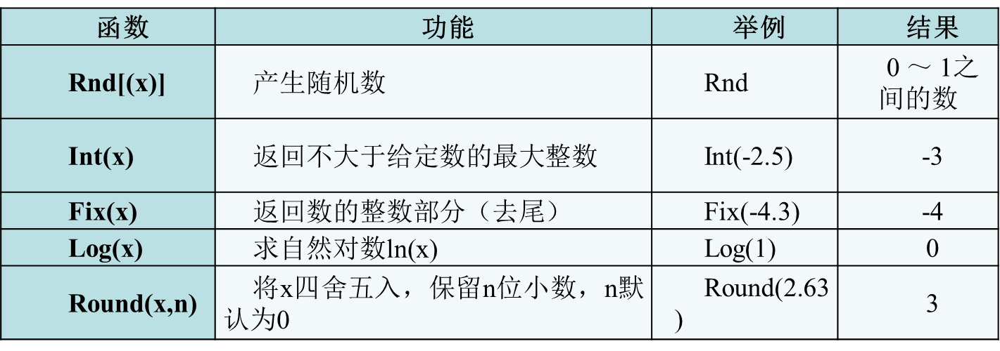 函数 功能 举例 结果
Rnd[(x)] 产生随机数 Rnd 0 ～ 1之
间的数
Int(x) 返回不大于给定数的最大整数 Int(-2.5) -3
Fix(x) 返回数的整数部分（去尾） Fix(-4.3) -4
Log(x) 求自然对数ln(x) Log(1) 0
Round(x,n) 将x四舍五入，保留n位小数，n默 Round(2.63 3
认为0 )